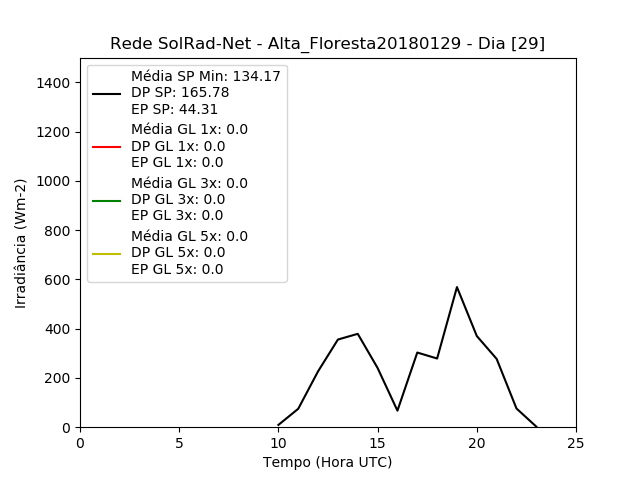 Rede SolRad-Net - Alta_Floresta20180129 - Dia [29]
1400
1200
1000
800
600
400
200
0
Irradiância (Wm-2)
Média SP Min: 134.17
DP SP: 165.78
EP SP: 44.31
Média GL 1x: 0.0
DP GL 1x: 0.0
EP GL 1x: 0.0
Média GL 3x: 0.0
DP GL 3x: 0.0
EP GL 3x: 0.0
Média GL 5x: 0.0
DP GL 5x: 0.0
EP GL 5x: 0.0
0 5 10 15 20 25
Tempo (Hora UTC)